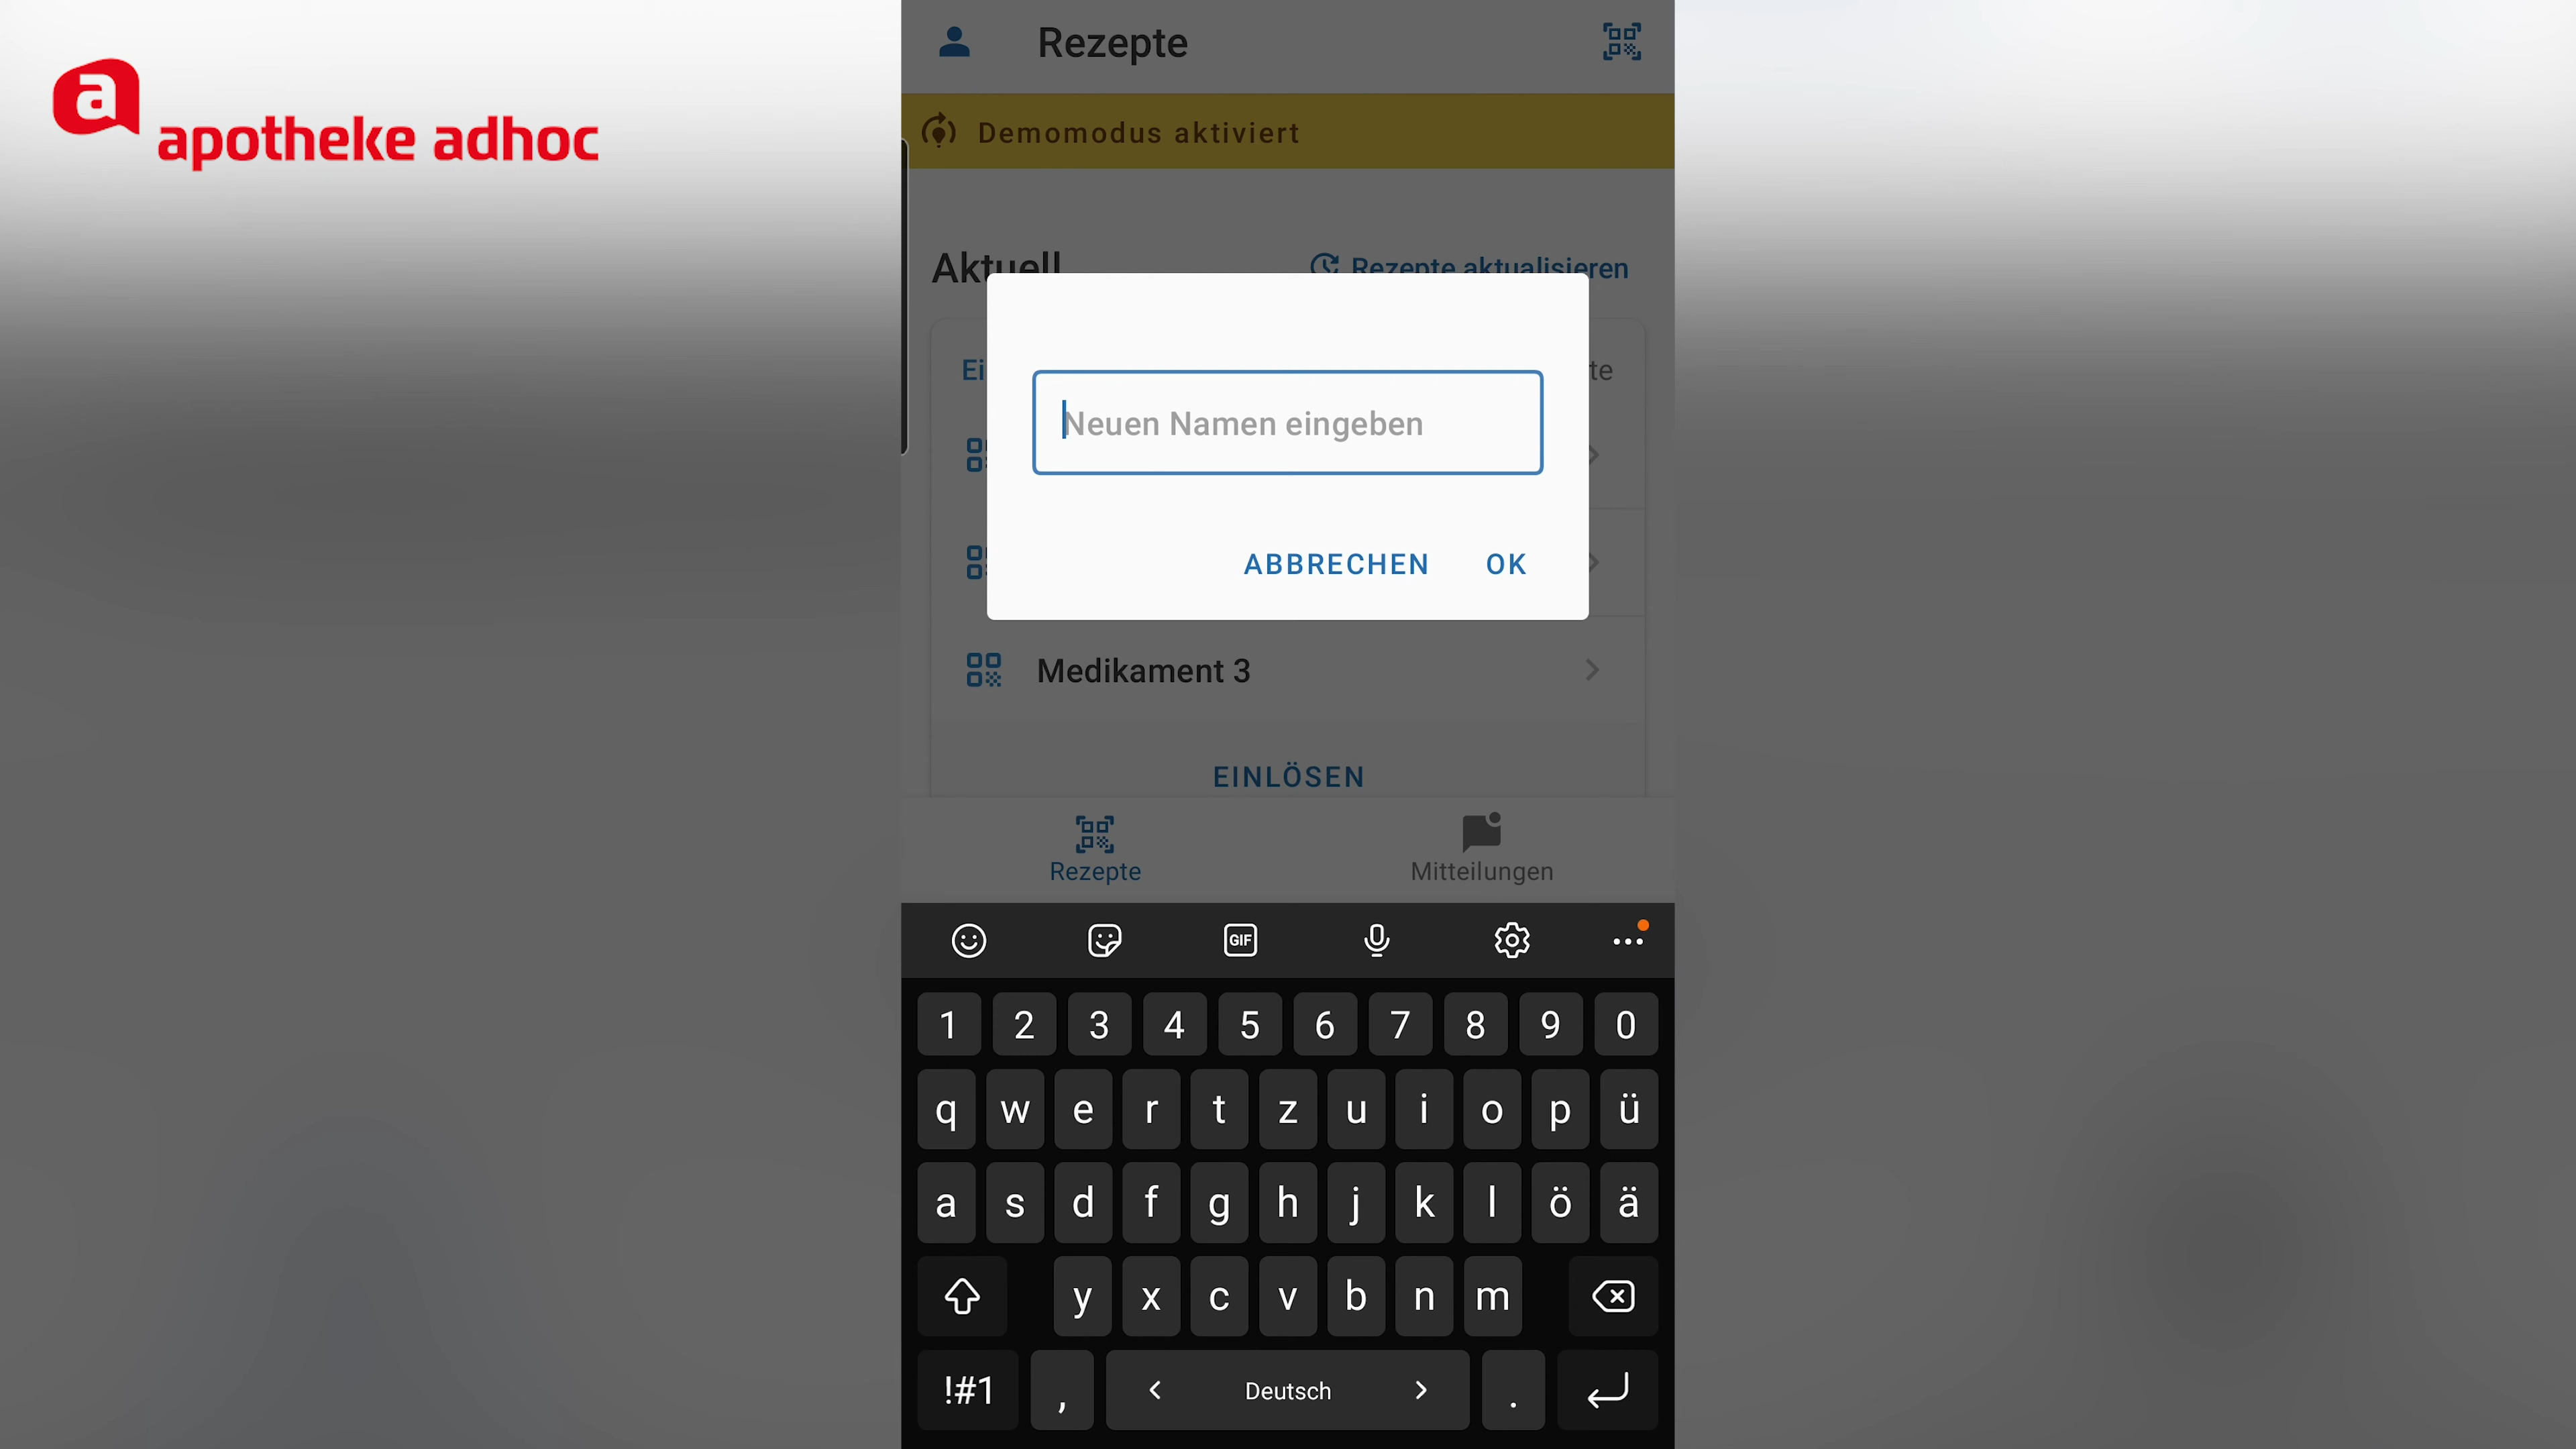 a
apotheke adhoc
Rezepte
Demomodus aktiviert
Aktuell
Rezepte aktualisieren
Neuen Namen eingeben
ABBRECHEN OK
Medikament 3
EINLÖSEN
Rezepte
Mitteilungen
GIF
1 2 3 4 5 6 7 8 9 0
q w e r t z u i o p ü
a s d f g h j k l ö ä
y x c v b n m
!#1 , < Deutsch > .